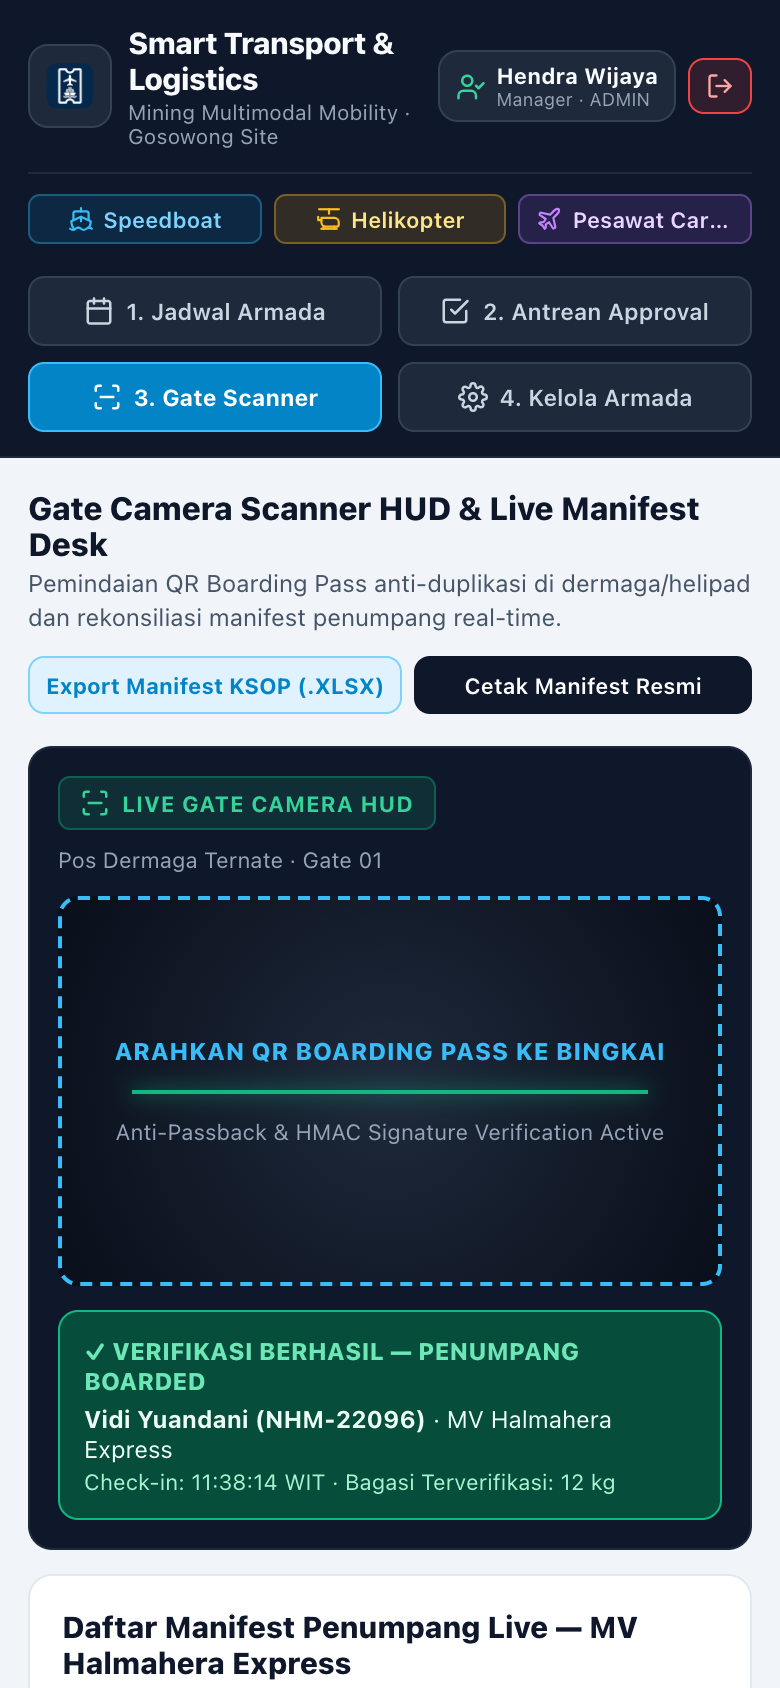 Smart Transport &
Logistics
Mining Multimodal Mobility ·
Gosowong Site
Hendra Wijaya
Manager · ADMIN
Speedboat
Helikopter
Pesawat Car...
1. Jadwal Armada
2. Antrean Approval
3. Gate Scanner
4. Kelola Armada
Gate Camera Scanner HUD & Live Manifest
Desk
Pemindaian QR Boarding Pass anti-duplikasi di dermaga/helipad
dan rekonsiliasi manifest penumpang real-time.
Export Manifest KSOP (.XLSX)
Cetak Manifest Resmi
LIVE GATE CAMERA HUD
Pos Dermaga Ternate · Gate 01
ARAHKAN QR BOARDING PASS KE BINGKAI
Anti-Passback & HMAC Signature Verification Active
✓ VERIFIKASI BERHASIL — PENUMPANG
BOARDED
Vidi Yuandani (NHM-22096) · MV Halmahera
Express
Check-in: 11:38:14 WIT · Bagasi Terverifikasi: 12 kg
Daftar Manifest Penumpang Live — MV
Halmahera Express